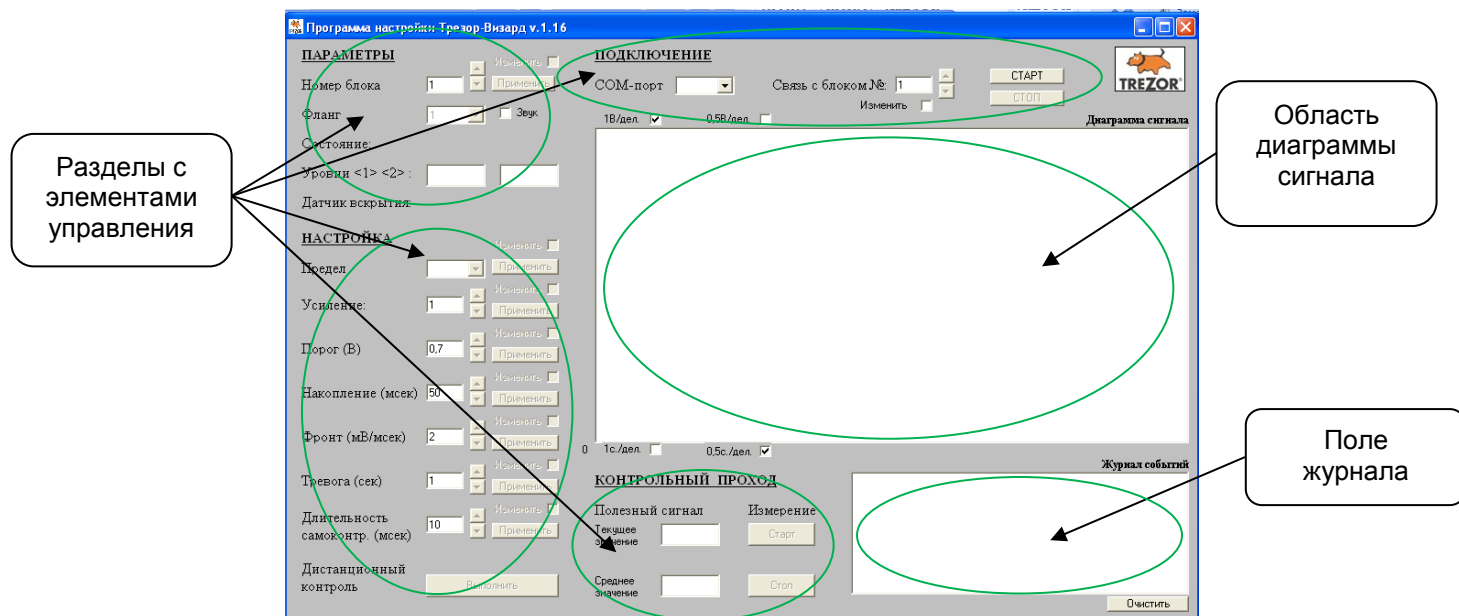 Программа настройки Трезор-Визард v.1.16
ПАРАМЕТРЫ
Изменить
Номер блока 1 Применить
Фланг 1 Звук
Состояние:
Уровни <1> <2> :
Датчик вскрытия:
НАСТРОЙКА
Изменить
Предел Применить
Изменить
Усиление: 1 Применить
Изменить
Порог (В) 0,7 Применить
Изменить
Накопление (мсек) 50 Применить
Изменить
Фронт (мВ/мсек) 2 Применить
Изменить
Тревога (сек) 1 Применить
Изменить
Длительность
самоконтр. (мсек) 10 Применить
Дистанционный
контроль Выполнить
ПОДКЛЮЧЕНИЕ
COM-порт Связь с блоком №: 1 СТАРТ
СТОП
Изменить
TREZOR®
1В/дел. 0,5В/дел. Диаграмма сигнала
0 1с./дел. 0,5с./дел.
КОНТРОЛЬНЫЙ ПРОХОД
Полезный сигнал Измерение
Текущее
значение Старт
Среднее
значение Стоп
Журнал событий
Очистить
Разделы с
элементами
управления
Область
диаграммы
сигнала
Поле
журнала